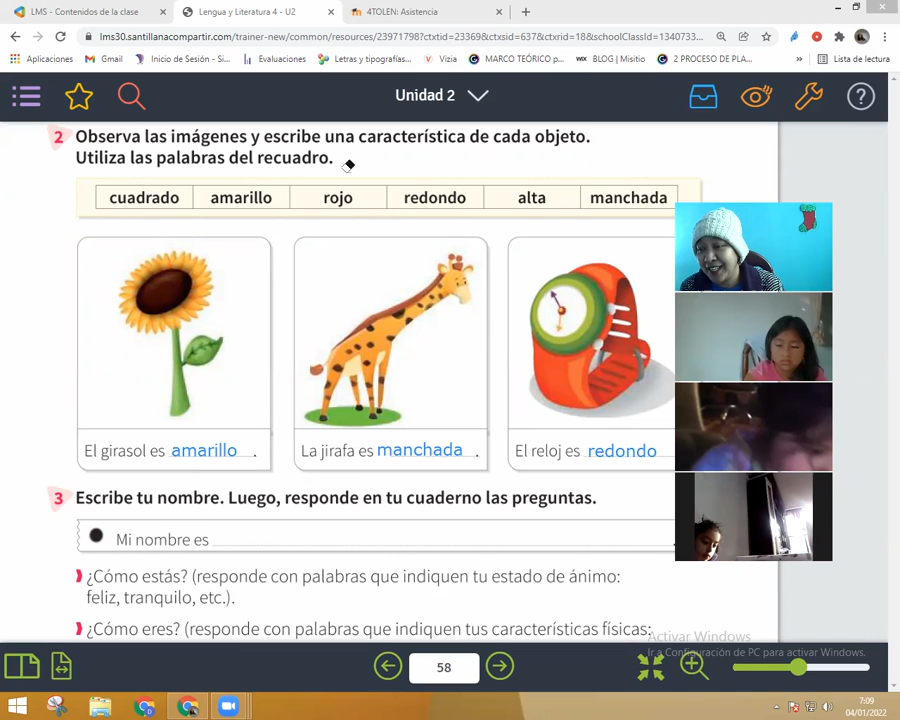 LMS - Contenidos de la clase
Lengua y Literatura 4 - U2
4TOLEN: Asistencia
lms30.santillanacompartir.com/trainer-new/common/resources/23971798?ctxtid=23369&ctxsid=637&ctxrid=18&schoolClassId=1340733...
Aplicaciones
Gmail
Inicio de Sesión - Si...
Evaluaciones
Letras y tipografías...
Vizia
MARCO TEÓRICO p...
WIX BLOG | Misitio
2 PROCESO DE PLA...
»
Lista de lectura
Unidad 2
2 Observa las imágenes y escribe una característica de cada objeto.
Utiliza las palabras del recuadro.
cuadrado amarillo rojo redondo alta manchada
El girasol es amarillo .
La jirafa es manchada .
El reloj es redondo
3 Escribe tu nombre. Luego, responde en tu cuaderno las preguntas.
Mi nombre es
¿Cómo estás? (responde con palabras que indiquen tu estado de ánimo:
feliz, tranquilo, etc.).
¿Cómo eres? (responde con palabras que indiquen tus características físicas:
Activar Windows
Ir a Configuración de PC para activar Windows.
58
7:09
04/01/2022